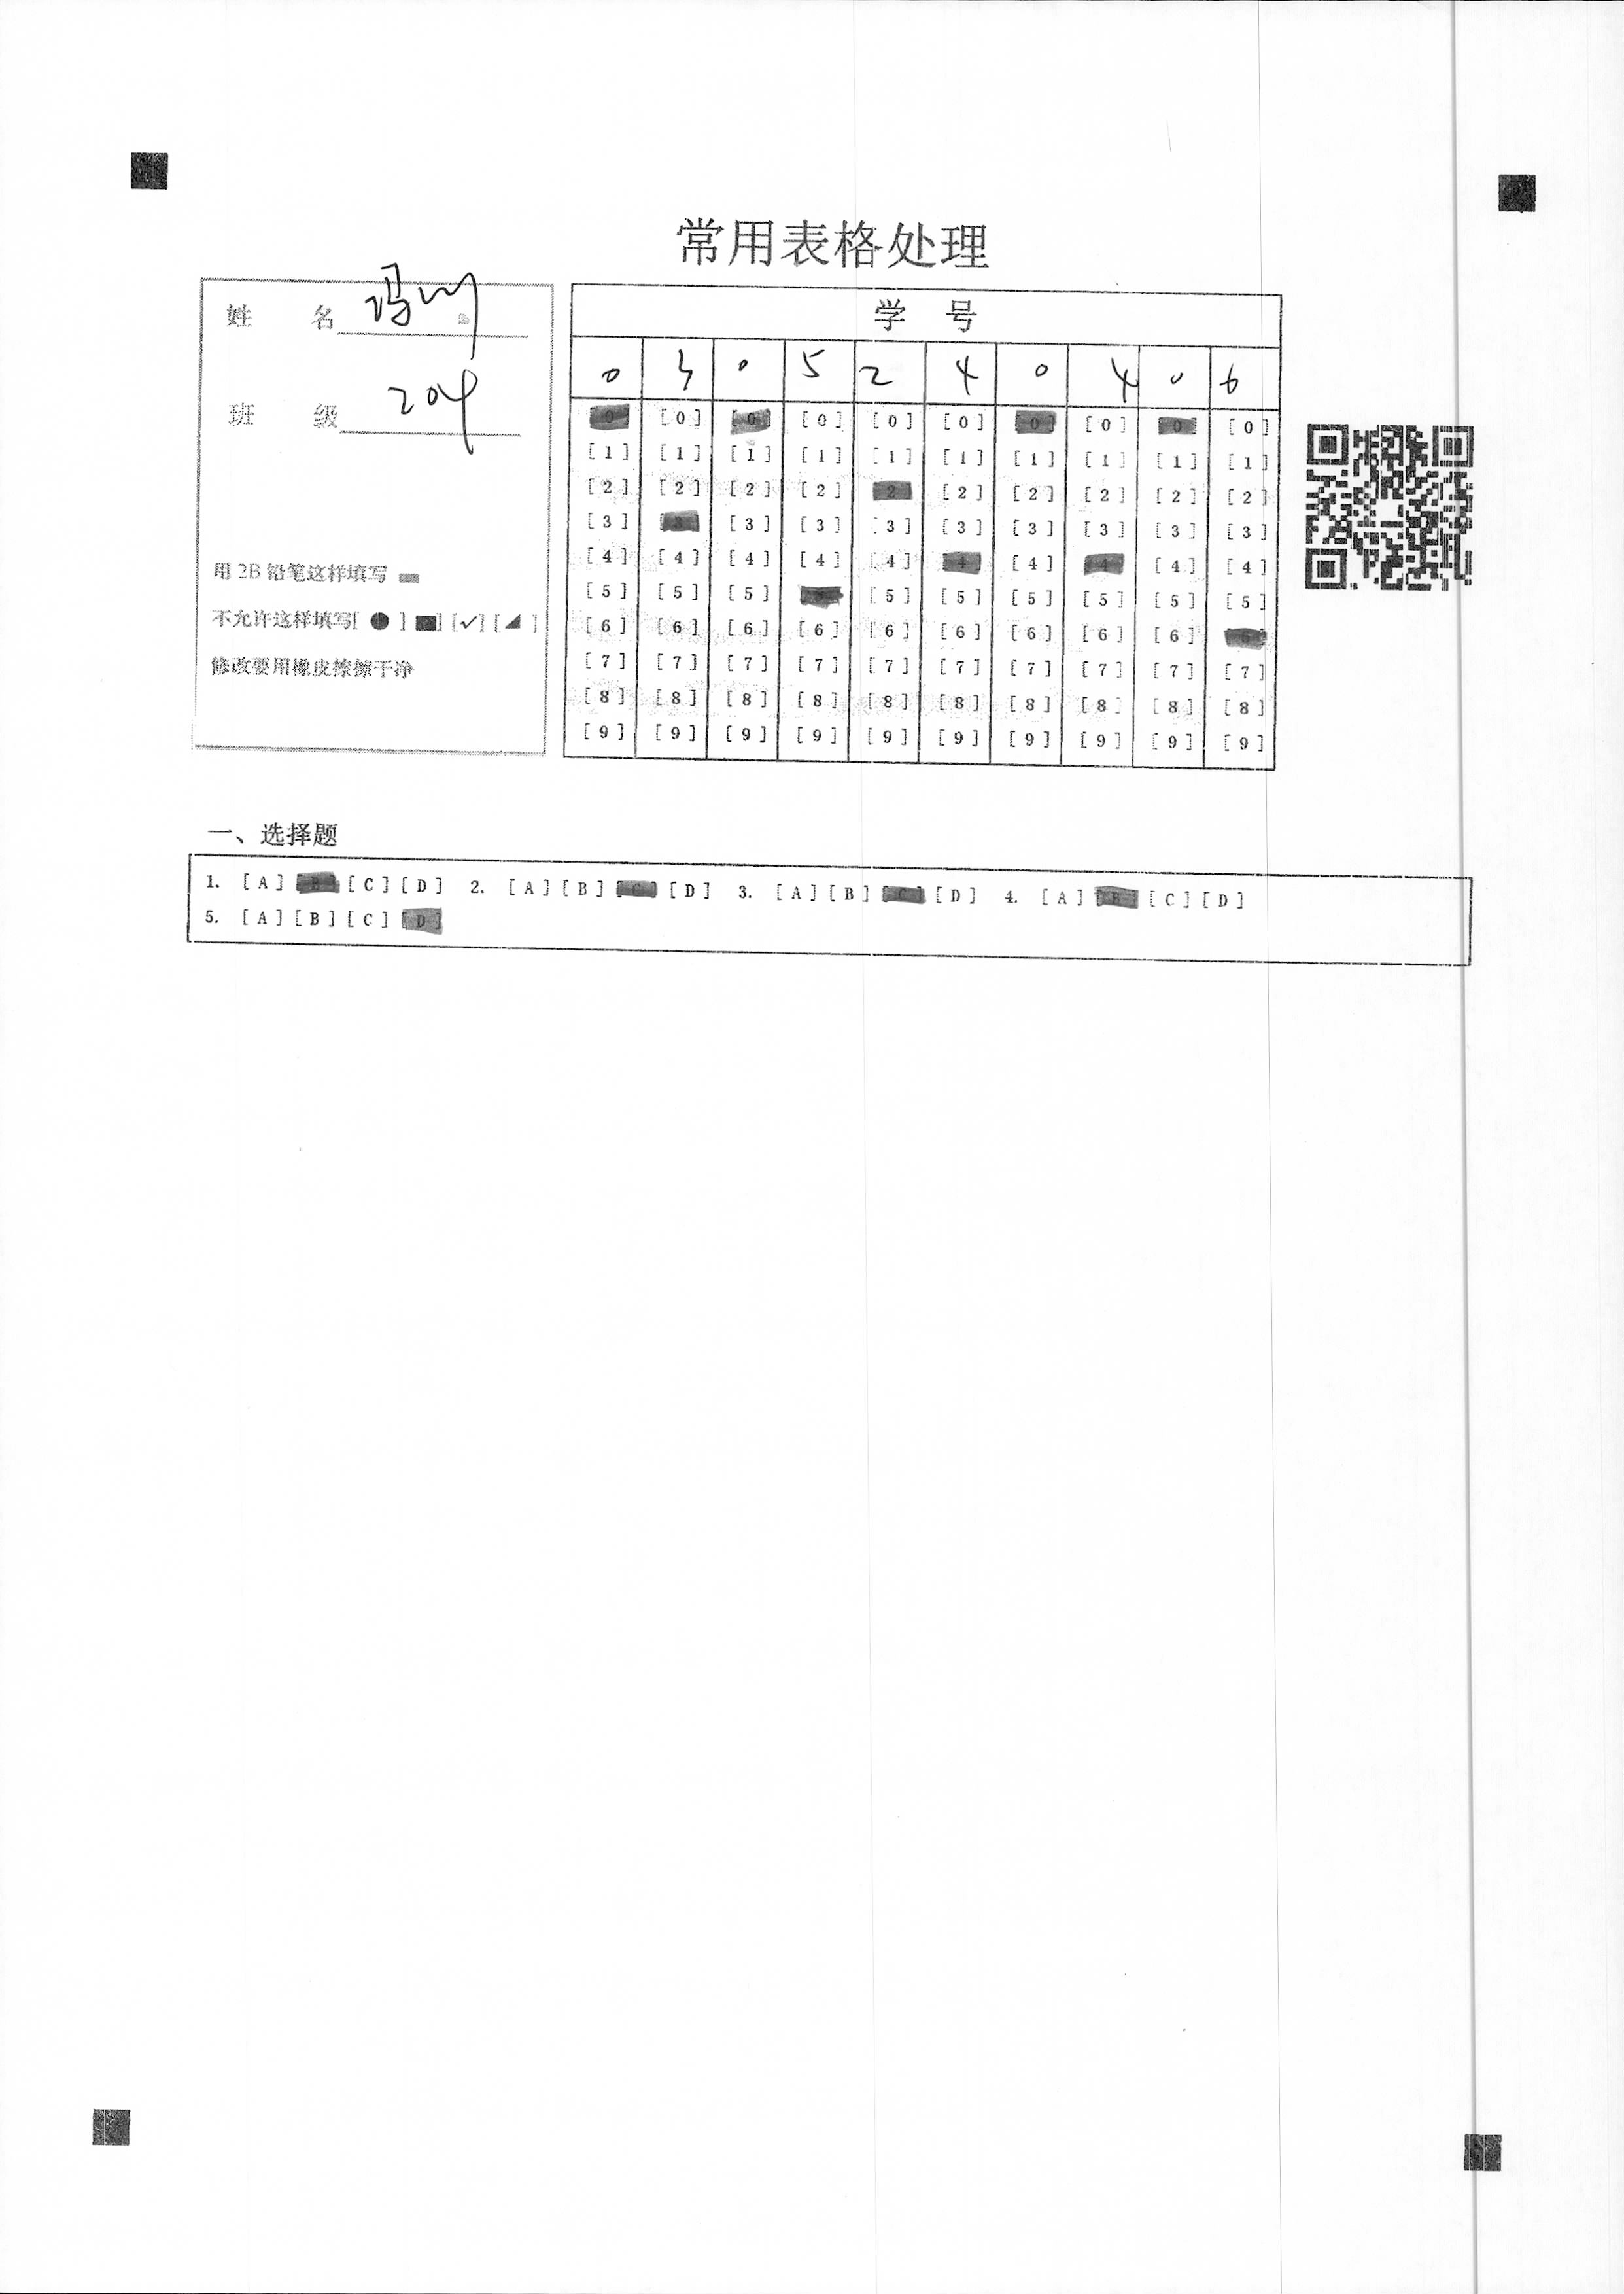 常用表格处理
姓 名 冯
班 级 204
用 2B 铅笔这样填写
不允许这样填写[ ● ] ■] [✓] [◢ ]
修改要用橡皮擦擦干净
学 号
0 3 0 5 2 4 0 4 0 6
[0] [0] [0] [0] [0] [0] [0] [0] [0] [0]
[1] [1] [1] [1] [1] [1] [1] [1] [1] [1]
[2] [2] [2] [2] [2] [2] [2] [2] [2] [2]
[3] [3] [3] [3] [3] [3] [3] [3] [3] [3]
[4] [4] [4] [4] [4] [4] [4] [4] [4] [4]
[5] [5] [5] [5] [5] [5] [5] [5] [5] [5]
[6] [6] [6] [6] [6] [6] [6] [6] [6] [6]
[7] [7] [7] [7] [7] [7] [7] [7] [7] [7]
[8] [8] [8] [8] [8] [8] [8] [8] [8] [8]
[9] [9] [9] [9] [9] [9] [9] [9] [9] [9]
一、选择题
1. [A] [B] [C] [D] 2. [A] [B] [C] [D] 3. [A] [B] [C] [D] 4. [A] [B] [C] [D]
5. [A] [B] [C] [D]